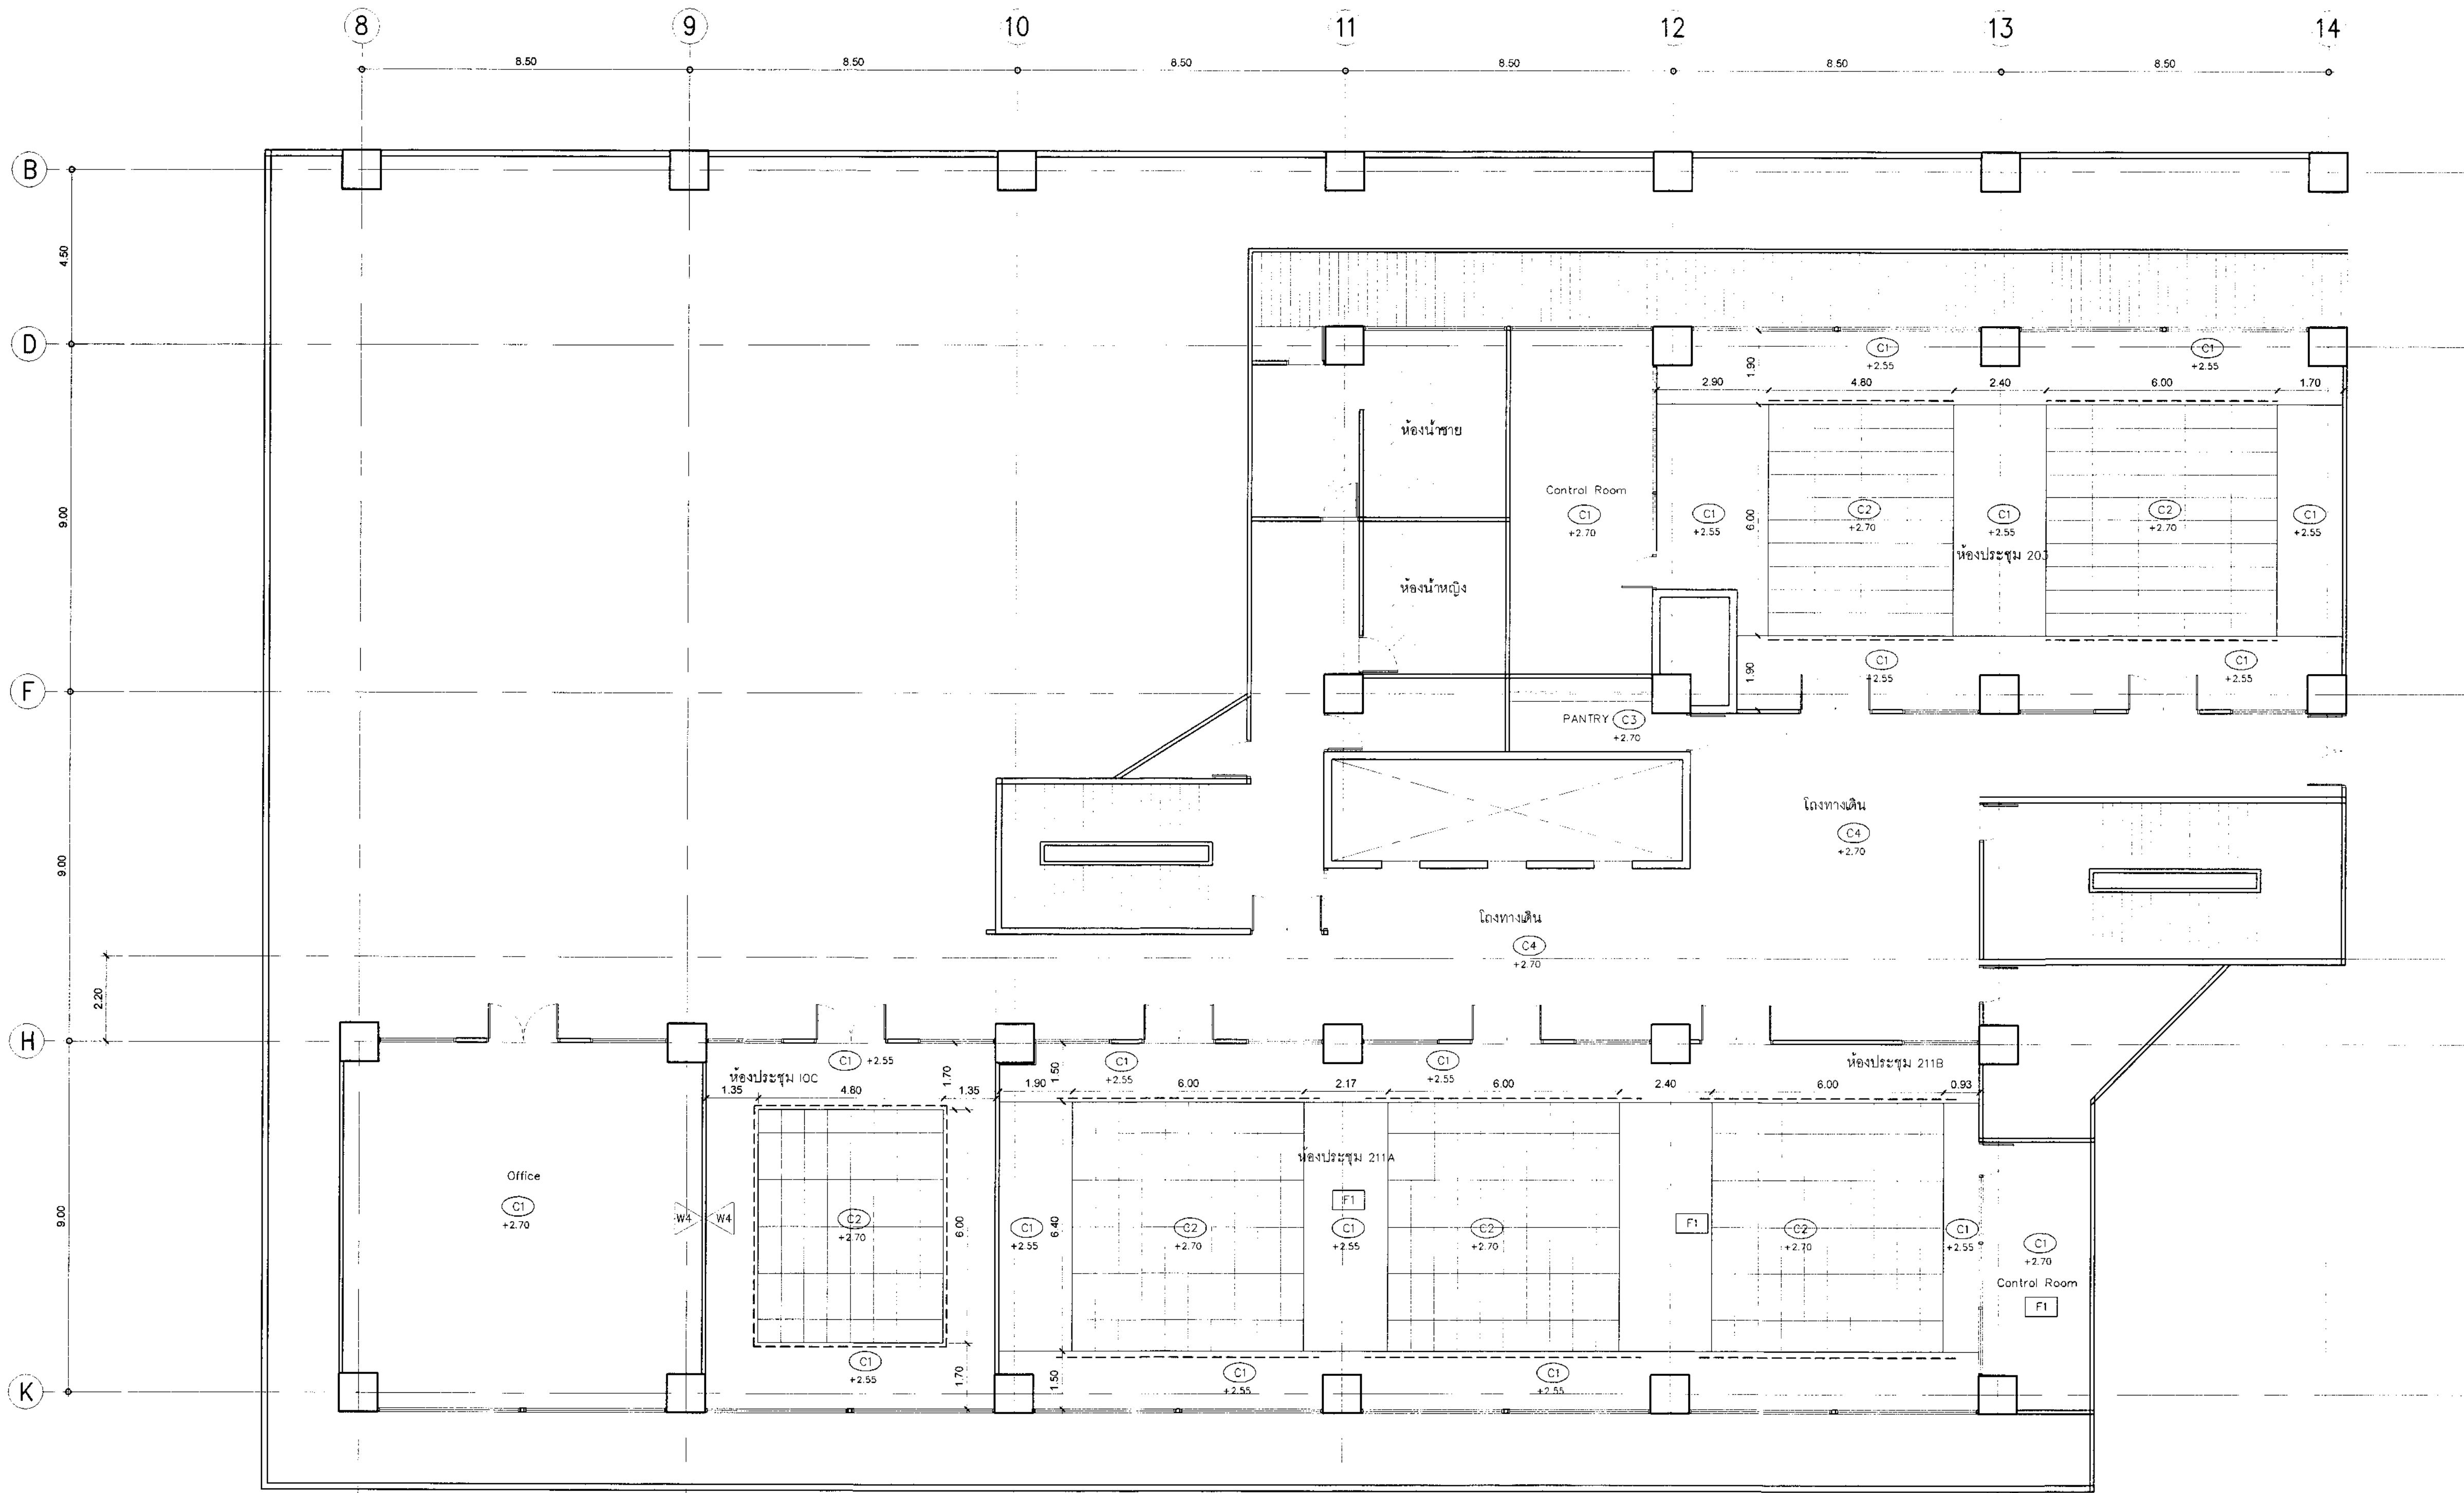 8 9 10 11 12 13 14
8.50 8.50 8.50 8.50 8.50 8.50
B
4.50
D
C1 C1
+2.55 +2.55
1.90
2.90 4.80 2.40 6.00 1.70
ห้องน้ำชาย
Control Room
C1
+2.70
9.00
C1 C2 C1 C2 C1
+2.55 +2.70 +2.55 +2.70 +2.55
6.00
ห้องประชุม 203
ห้องน้ำหญิง
C1 C1
+2.55 +2.55
1.90
F
PANTRY C3
+2.70
โถงทางเดิน
C4
+2.70
9.00
โถงทางเดิน
C4
+2.70
2.20
H
C1 +2.55
C1 C1
+2.55 +2.55
ห้องประชุม 211B
ห้องประชุม IOC
1.70
1.50
1.35 4.80 1.35
1.90 6.00 2.17 6.00 2.40 6.00 0.93
ห้องประชุม 211A
Office
C1
+2.70
9.00
W4 W4
C2
+2.70
6.00
C1
+2.55
6.40
C2
+2.70
F1
C1
+2.55
C2
+2.70
F1
C2
+2.70
C1
+2.55
C1
+2.70
Control Room
F1
C1
+2.55
1.70
1.50
C1 C1
+2.55 +2.55
K